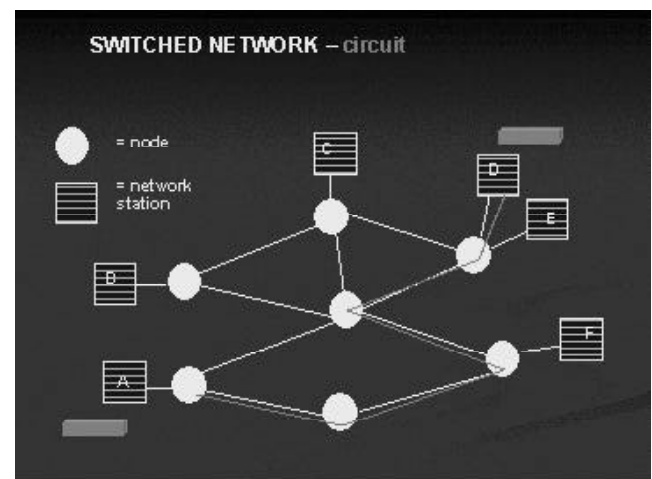 SWITCHED NETWORK – circuit
= node
= network
station
C
D
E
B
F
A